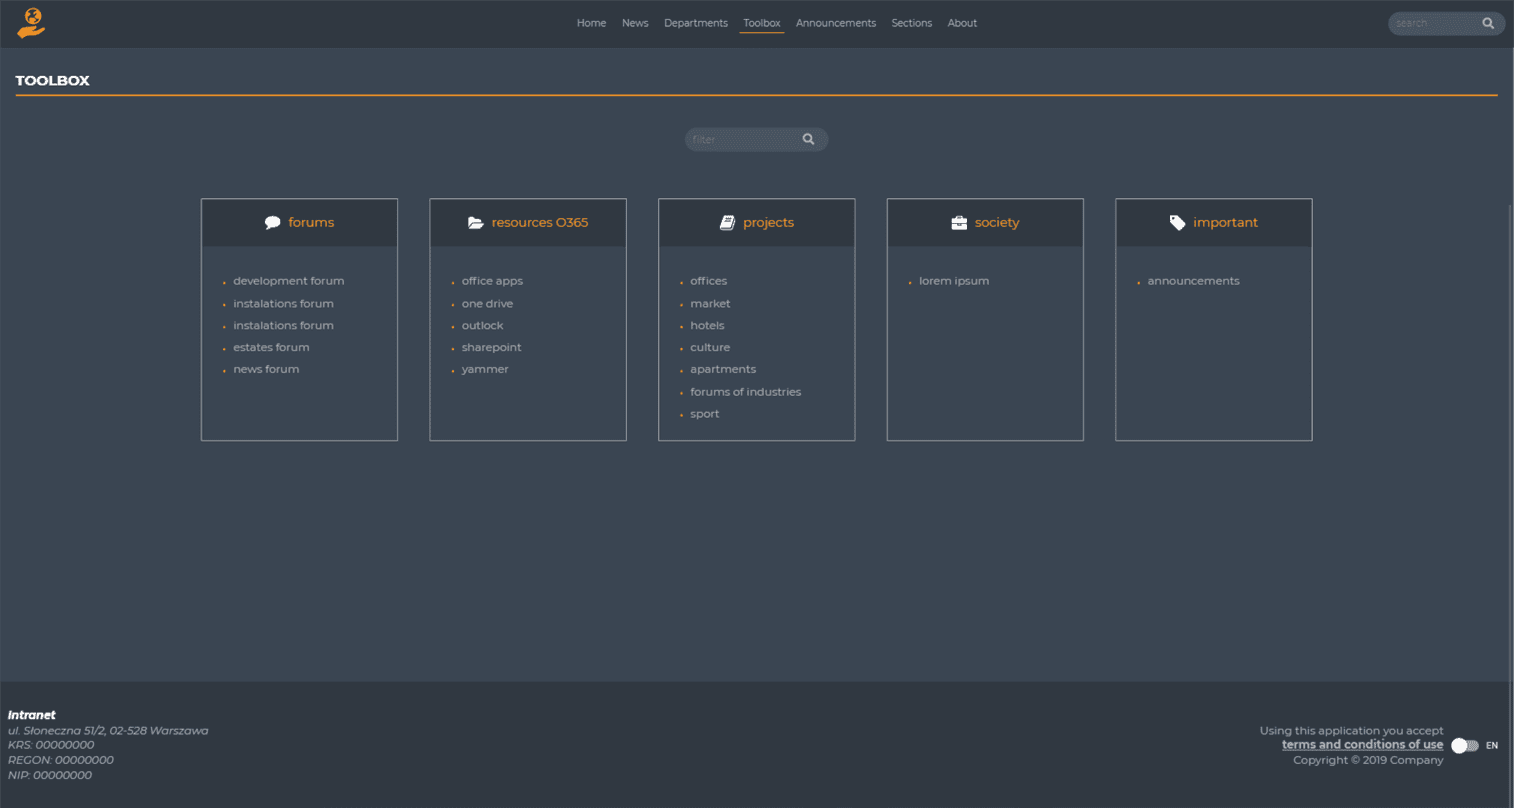 Home News Departments Toolbox Announcements Sections About
search
TOOLBOX
filter
forums
development forum
instalations forum
instalations forum
estates forum
news forum
resources O365
office apps
one drive
outlock
sharepoint
yammer
projects
offices
market
hotels
culture
apartments
forums of industries
sport
society
lorem ipsum
important
announcements
intranet
ul. Słoneczna 51/2, 02-528 Warszawa
KRS: 00000000
REGON: 00000000
NIP: 00000000
Using this application you accept
terms and conditions of use
Copyright © 2019 Company
EN